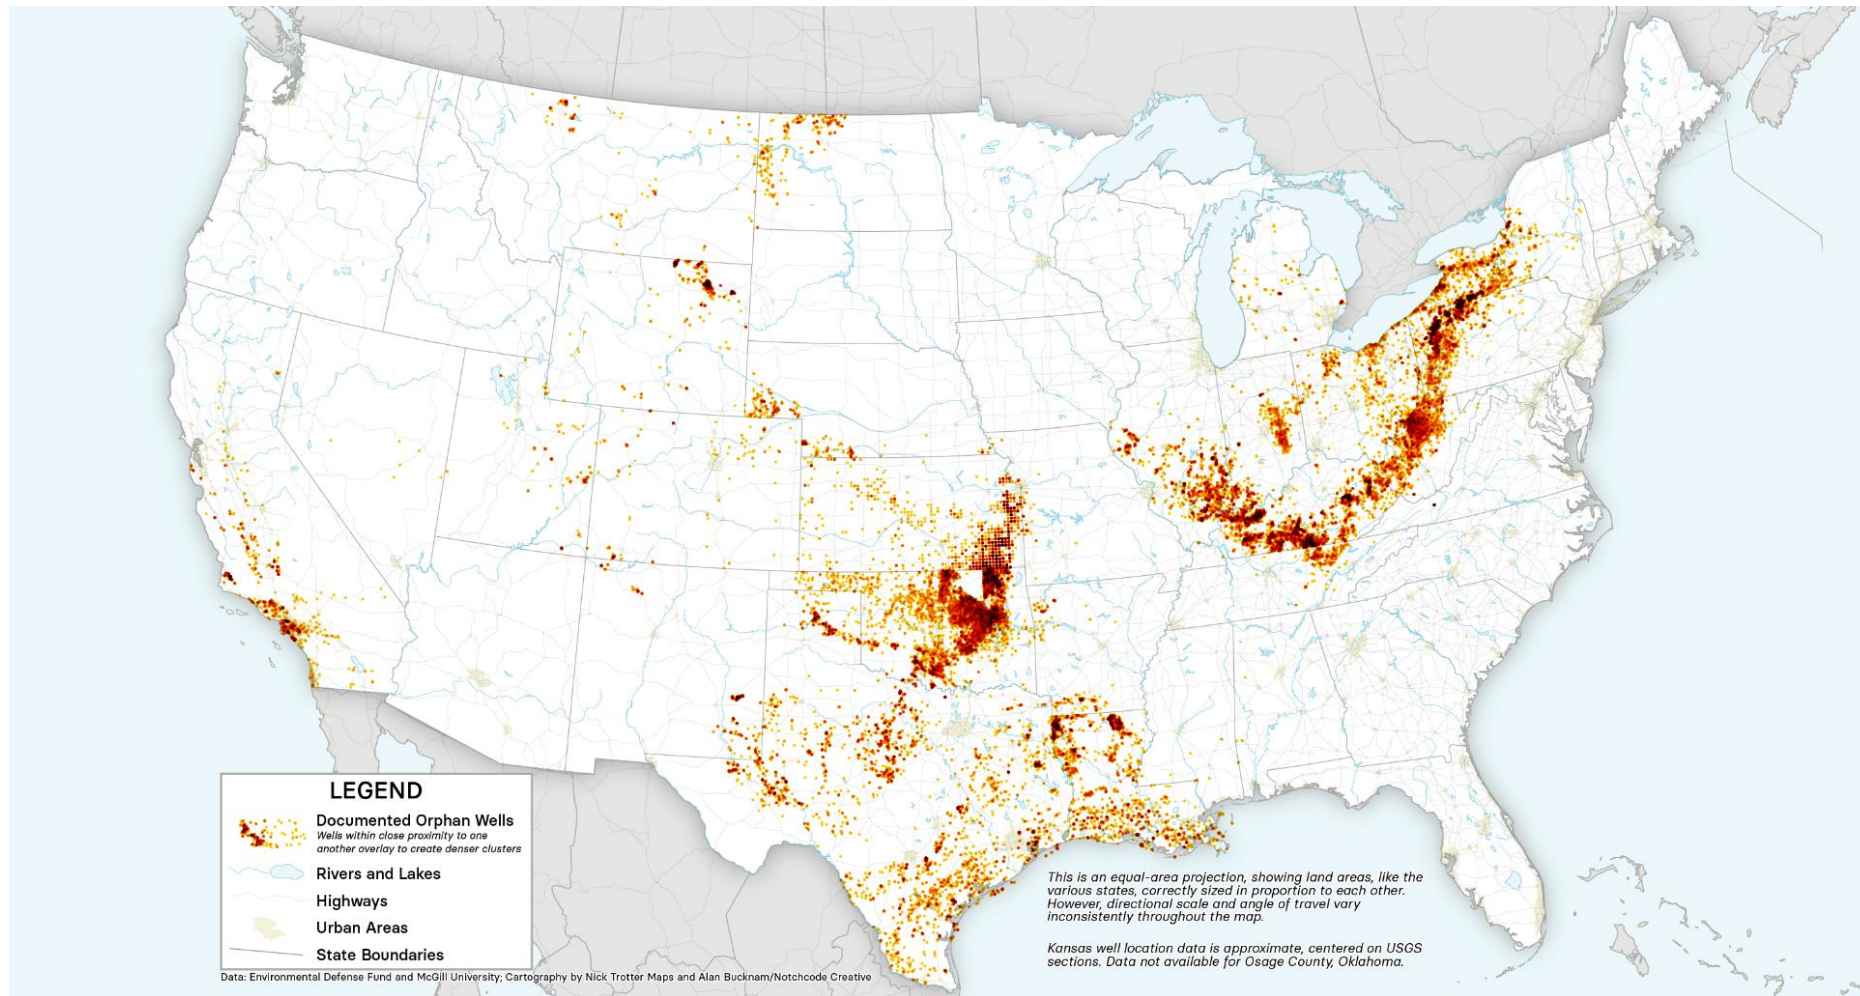 LEGEND
Documented Orphan Wells
Wells within close proximity to one
another overlay to create denser clusters
Rivers and Lakes
Highways
Urban Areas
State Boundaries
Data: Environmental Defense Fund and McGill University; Cartography by Nick Trotter Maps and Alan Bucknam/Notchcode Creative
This is an equal-area projection, showing land areas, like the
various states, correctly sized in proportion to each other.
However, directional scale and angle of travel vary
inconsistently throughout the map.
Kansas well location data is approximate, centered on USGS
sections. Data not available for Osage County, Oklahoma.